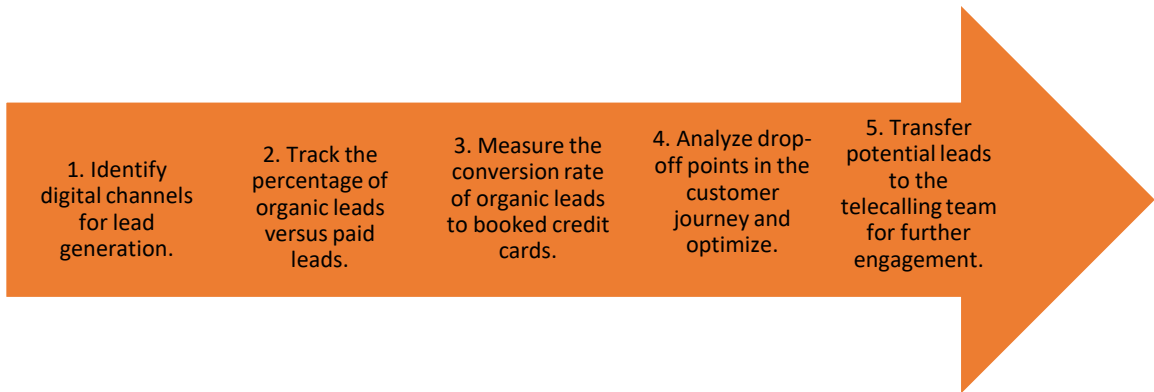 1. Identify
digital channels
for lead
generation.
2. Track the
percentage of
organic leads
versus paid
leads.
3. Measure the
conversion rate
of organic leads
to booked credit
cards.
4. Analyze drop-
off points in the
customer
journey and
optimize.
5. Transfer
potential leads
to the
telecalling team
for further
engagement.